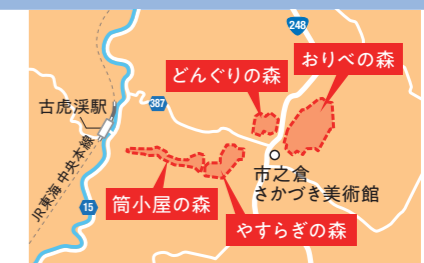 248
おりべの森
どんぐりの森
古虎渓駅
387
JR東海 中央本線
市之倉
さかづき美術館
15
筒小屋の森
やすらぎの森